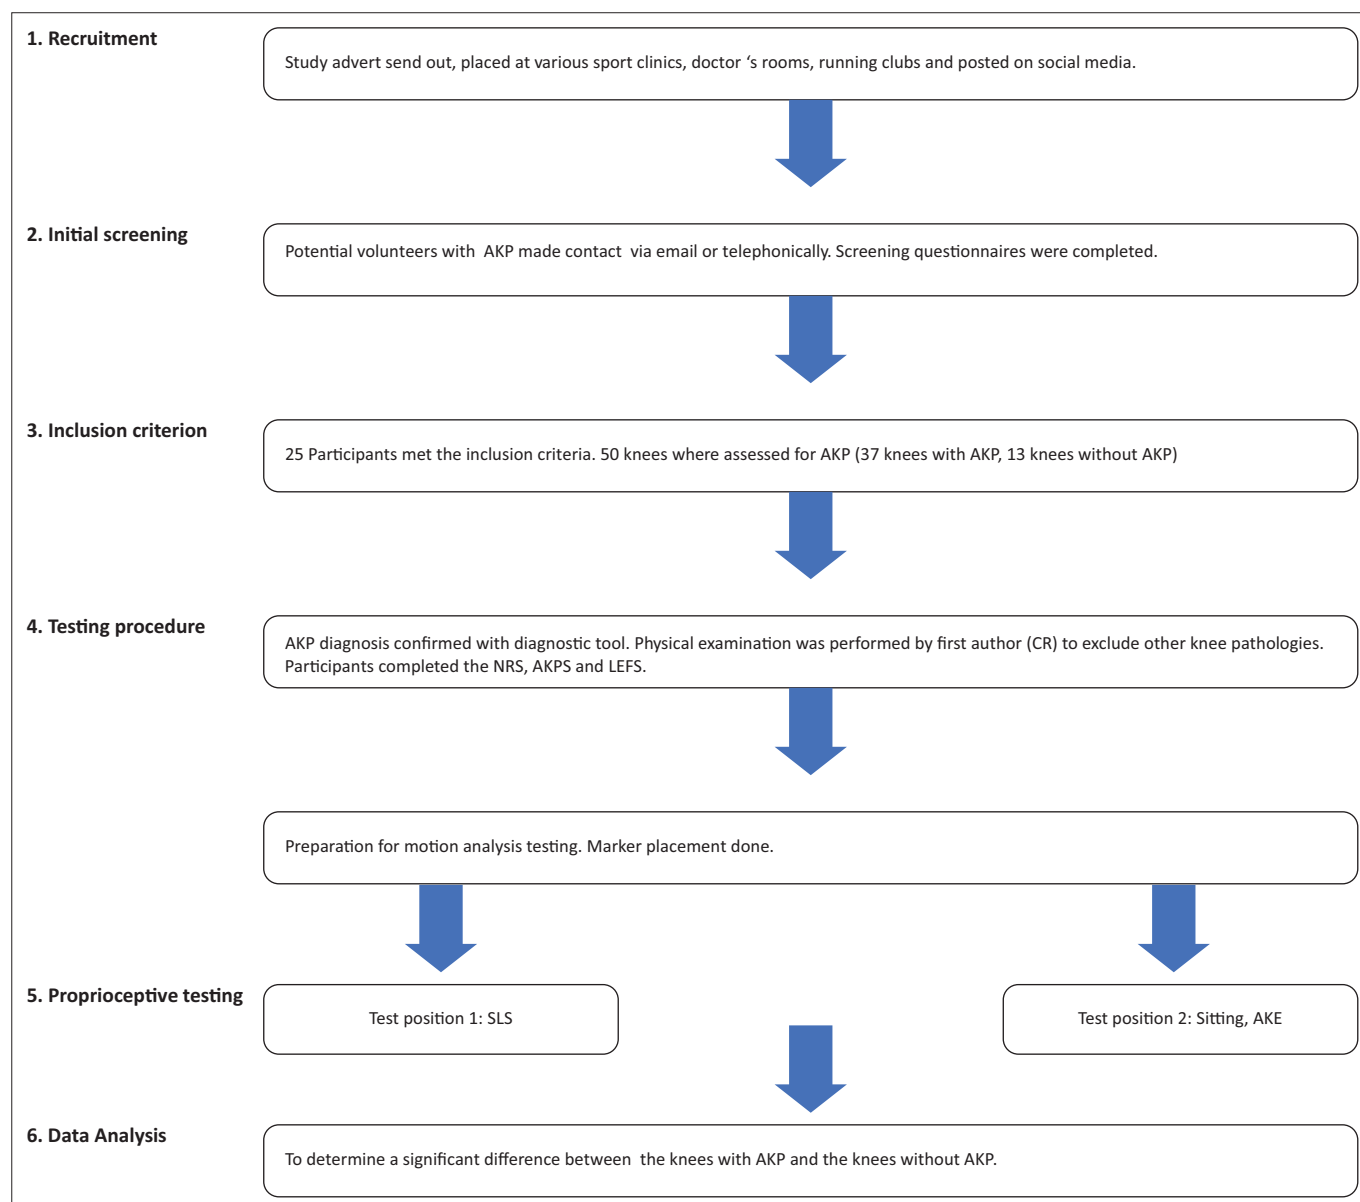 1. Recruitment
Study advert send out, placed at various sport clinics, doctor ‘s rooms, running clubs and posted on social media.
2. Initial screening
Potential volunteers with AKP made contact via email or telephonically. Screening questionnaires were completed.
3. Inclusion criterion
25 Participants met the inclusion criteria. 50 knees where assessed for AKP (37 knees with AKP, 13 knees without AKP)
4. Testing procedure
AKP diagnosis confirmed with diagnostic tool. Physical examination was performed by first author (CR) to exclude other knee pathologies.
Participants completed the NRS, AKPS and LEFS.
Preparation for motion analysis testing. Marker placement done.
5. Proprioceptive testing
Test position 1: SLS
Test position 2: Sitting, AKE
6. Data Analysis
To determine a significant difference between the knees with AKP and the knees without AKP.